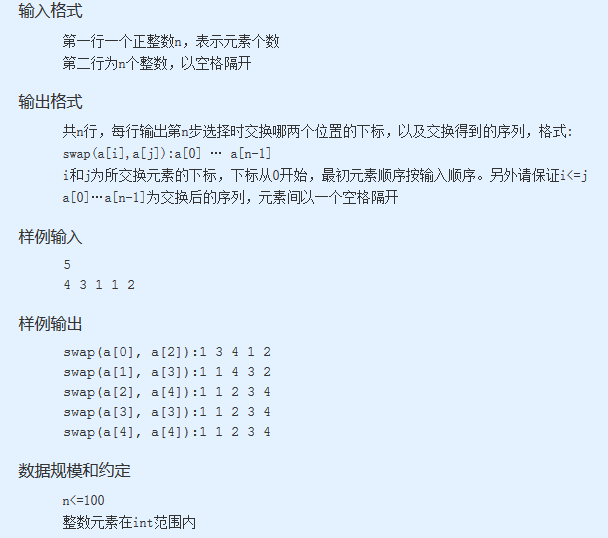 输入格式
第一行一个正整数n，表示元素个数
第二行为n个整数，以空格隔开
输出格式
共n行，每行输出第n步选择时交换哪两个位置的下标，以及交换得到的序列，格式：
swap(a[i],a[j]):a[0] … a[n-1]
i和j为所交换元素的下标，下标从0开始，最初元素顺序按输入顺序。另外请保证i<=j
a[0]…a[n-1]为交换后的序列，元素间以一个空格隔开
样例输入
5
4 3 1 1 2
样例输出
swap(a[0], a[2]):1 3 4 1 2
swap(a[1], a[3]):1 1 4 3 2
swap(a[2], a[4]):1 1 2 3 4
swap(a[3], a[3]):1 1 2 3 4
swap(a[4], a[4]):1 1 2 3 4
数据规模和约定
n<=100
整数元素在int范围内